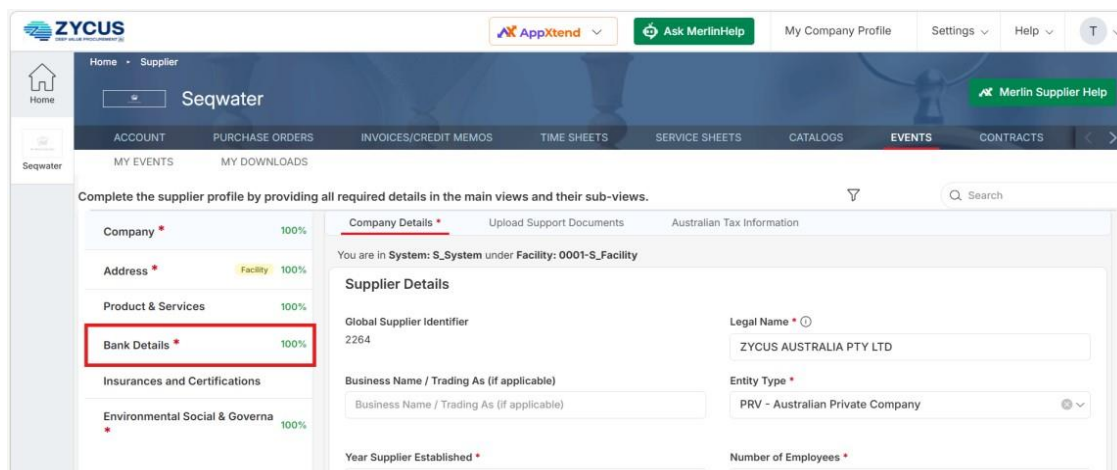 ZYCUS
DEEP VALUE PROCUREMENT AI
AppXtend
Ask MerlinHelp
My Company Profile
Settings
Help
T
Home
Seqwater
Home - Supplier
Seqwater
Merlin Supplier Help
ACCOUNT PURCHASE ORDERS INVOICES/CREDIT MEMOS TIME SHEETS SERVICE SHEETS CATALOGS EVENTS CONTRACTS
MY EVENTS MY DOWNLOADS
Complete the supplier profile by providing all required details in the main views and their sub-views.
Search
Company * 100%
Address * Facility 100%
Product & Services 100%
Bank Details * 100%
Insurances and Certifications
Environmental Social & Governa * 100%
Company Details * Upload Support Documents Australian Tax Information
You are in System: S_System under Facility: 0001-S_Facility
Supplier Details
Global Supplier Identifier
2264
Legal Name *
ZYCUS AUSTRALIA PTY LTD
Business Name / Trading As (if applicable)
Business Name / Trading As (if applicable)
Entity Type *
PRV - Australian Private Company
Year Supplier Established *
Number of Employees *